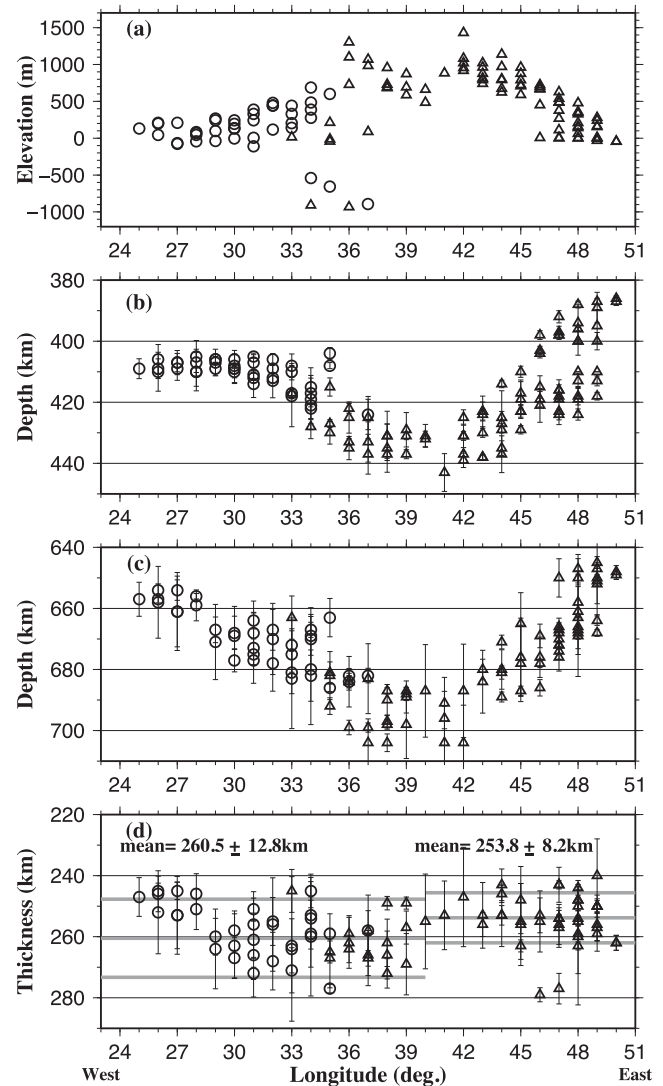 (a)
Elevation (m)
1500
1000
500
0
−500
−1000
24 27 30 33 36 39 42 45 48 51
(b)
Depth (km)
380
400
420
440
24 27 30 33 36 39 42 45 48 51
(c)
Depth (km)
640
660
680
700
24 27 30 33 36 39 42 45 48 51
(d)
mean= 260.5 ± 12.8km
mean= 253.8 ± 8.2km
Thickness (km)
220
240
260
280
290
24 27 30 33 36 39 42 45 48 51
West
Longitude (deg.)
East